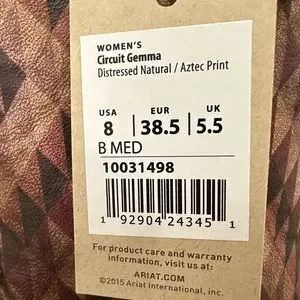 WOMEN'S
Circuit Gemma
Distressed Natural / Aztec Print
USA EUR UK
8 38.5 5.5
B MED
10031498
1 92904 24345 1
For product care and warranty
information, visit us at
ARIAT.COM
©2015 Ariat International, Inc.